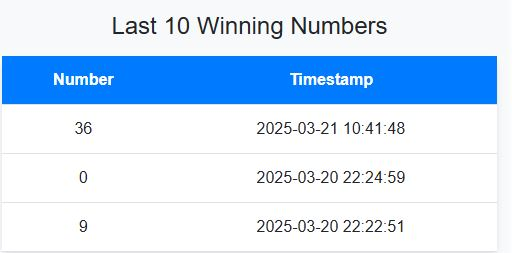 Last 10 Winning Numbers
Number Timestamp
36 2025-03-21 10:41:48
0 2025-03-20 22:24:59
9 2025-03-20 22:22:51